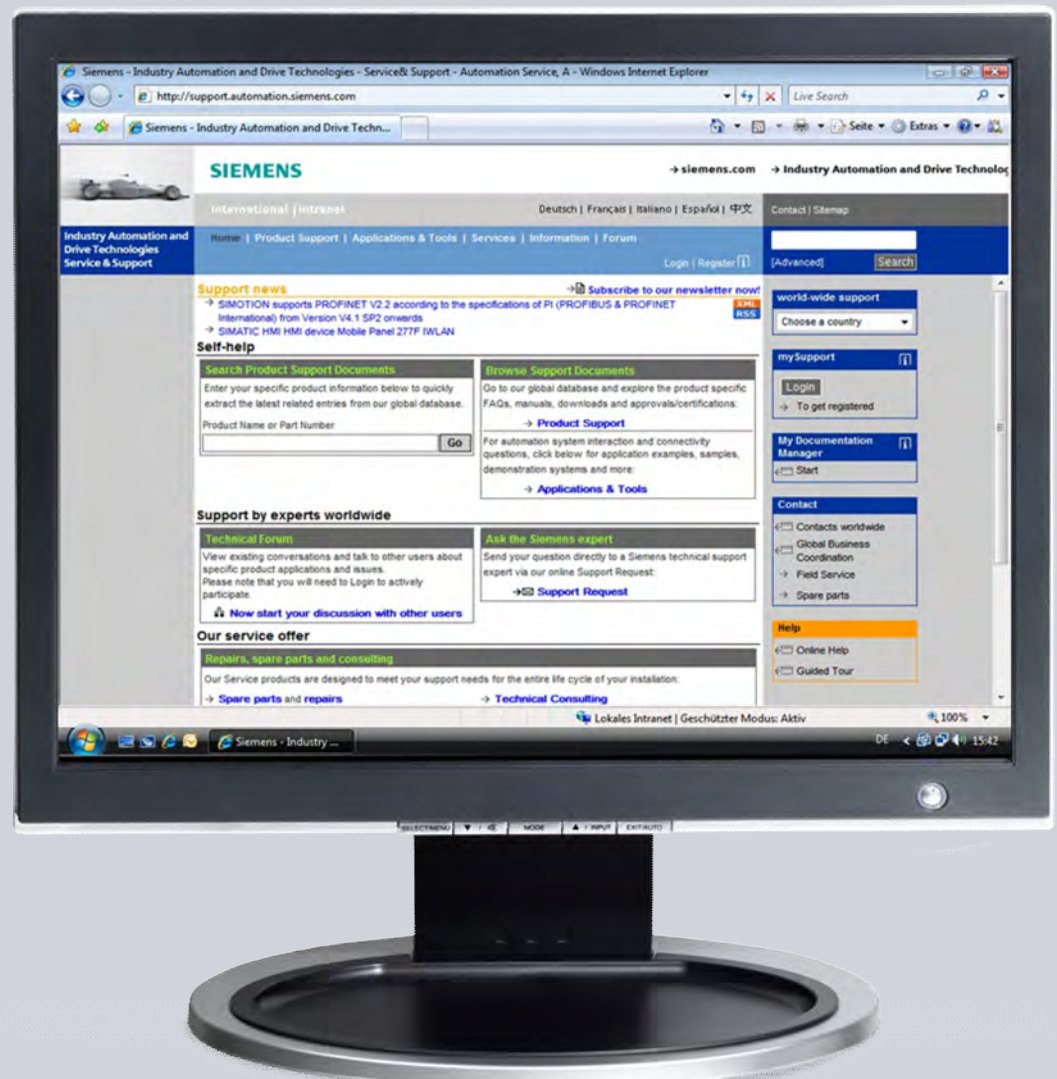 Siemens - Industry Automation and Drive Technologies - Service& Support - Automation Service, A - Windows Internet Explorer
http://support.automation.siemens.com
Live Search
Siemens - Industry Automation and Drive Techn...
Seite
Extras
SIEMENS
→ siemens.com → Industry Automation and Drive Technolog
International | Intranet
Deutsch | Français | Italiano | Español | 中文
Contact | Sitemap
Industry Automation and
Drive Technologies
Service & Support
Home | Product Support | Applications & Tools | Services | Information | Forum
Login | Register
[Advanced] Search
Support news
→ Subscribe to our newsletter now!
→ SIMOTION supports PROFINET V2.2 according to the specifications of PI (PROFIBUS & PROFINET
International) from Version V4.1 SP2 onwards
→ SIMATIC HMI HMI device Mobile Panel 277F IWLAN
XML
RSS
Self-help
Search Product Support Documents
Enter your specific product information below to quickly
extract the latest related entries from our global database.
Product Name or Part Number
Go
Browse Support Documents
Go to our global database and explore the product specific
FAQs, manuals, downloads and approvals/certifications:
→ Product Support
For automation system interaction and connectivity
questions, click below for application examples, samples,
demonstration systems and more:
→ Applications & Tools
Support by experts worldwide
Technical Forum
View existing conversations and talk to other users about
specific product applications and issues.
Please note that you will need to Login to actively
participate.
Now start your discussion with other users
Ask the Siemens expert
Send your question directly to a Siemens technical support
expert via our online Support Request:
→ Support Request
Our service offer
Repairs, spare parts and consulting
Our Service products are designed to meet your support needs for the entire life cycle of your installation:
→ Spare parts and repairs
→ Technical Consulting
world-wide support
Choose a country
mySupport
Login
→ To get registered
My Documentation
Manager
Start
Contact
Contacts worldwide
Global Business
Coordination
→ Field Service
→ Spare parts
Help
Online Help
Guided Tour
Lokales Intranet | Geschützter Modus: Aktiv
100%
Siemens - Industry ...
DE
15:42
SELECT/MENU
MODE
/ INPUT
EXIT/AUTO